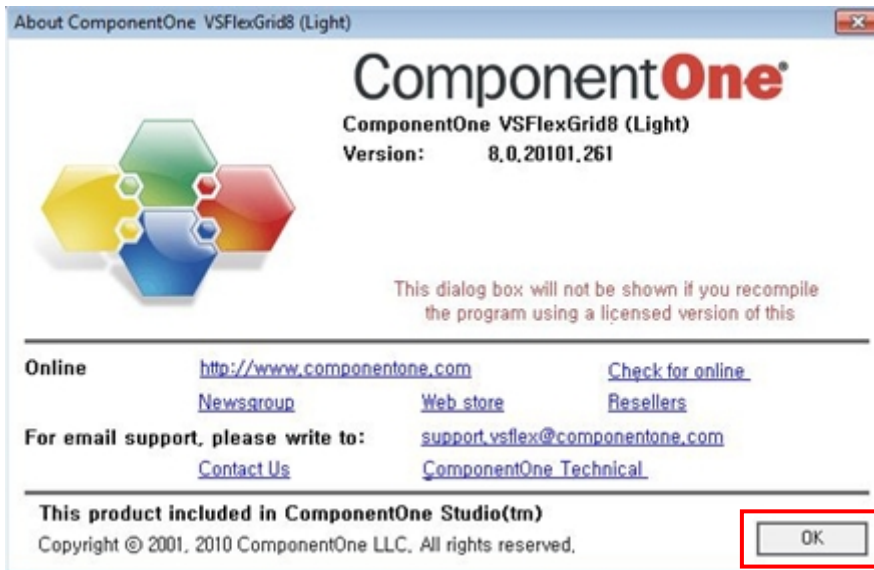 About ComponentOne VSFlexGrid8 (Light)
ComponentOne®
ComponentOne VSFlexGrid8 (Light)
Version: 8.0.20101.261
This dialog box will not be shown if you recompile
the program using a licensed version of this
Online http://www.componentone.com Check for online
Newsgroup Web store Resellers
For email support, please write to: support.vsflex@componentone.com
Contact Us ComponentOne Technical
This product included in ComponentOne Studio(tm)
Copyright © 2001, 2010 ComponentOne LLC. All rights reserved.
OK